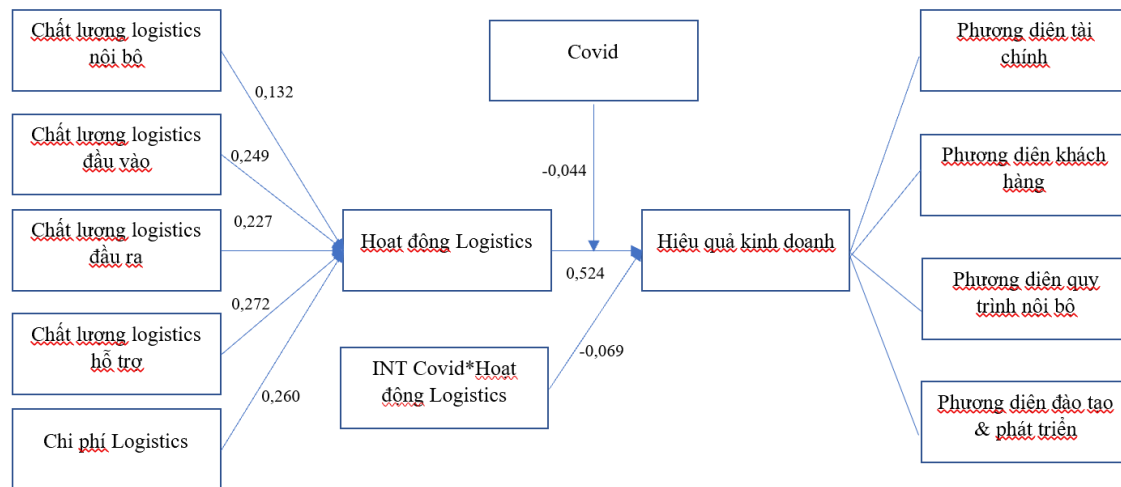 Chất lượng logistics
nội bộ
Chất lượng logistics
đầu vào
Chất lượng logistics
đầu ra
Chất lượng logistics
hỗ trợ
Chi phí Logistics
0,132
0,249
0,227
0,272
0,260
Hoạt động Logistics
Covid
-0,044
0,524
-0,069
INT Covid*Hoạt
động Logistics
Hiệu quả kinh doanh
Phương diện tài
chính
Phương diện khách
hàng
Phương diện quy
trình nội bộ
Phương diện đào tạo
& phát triển